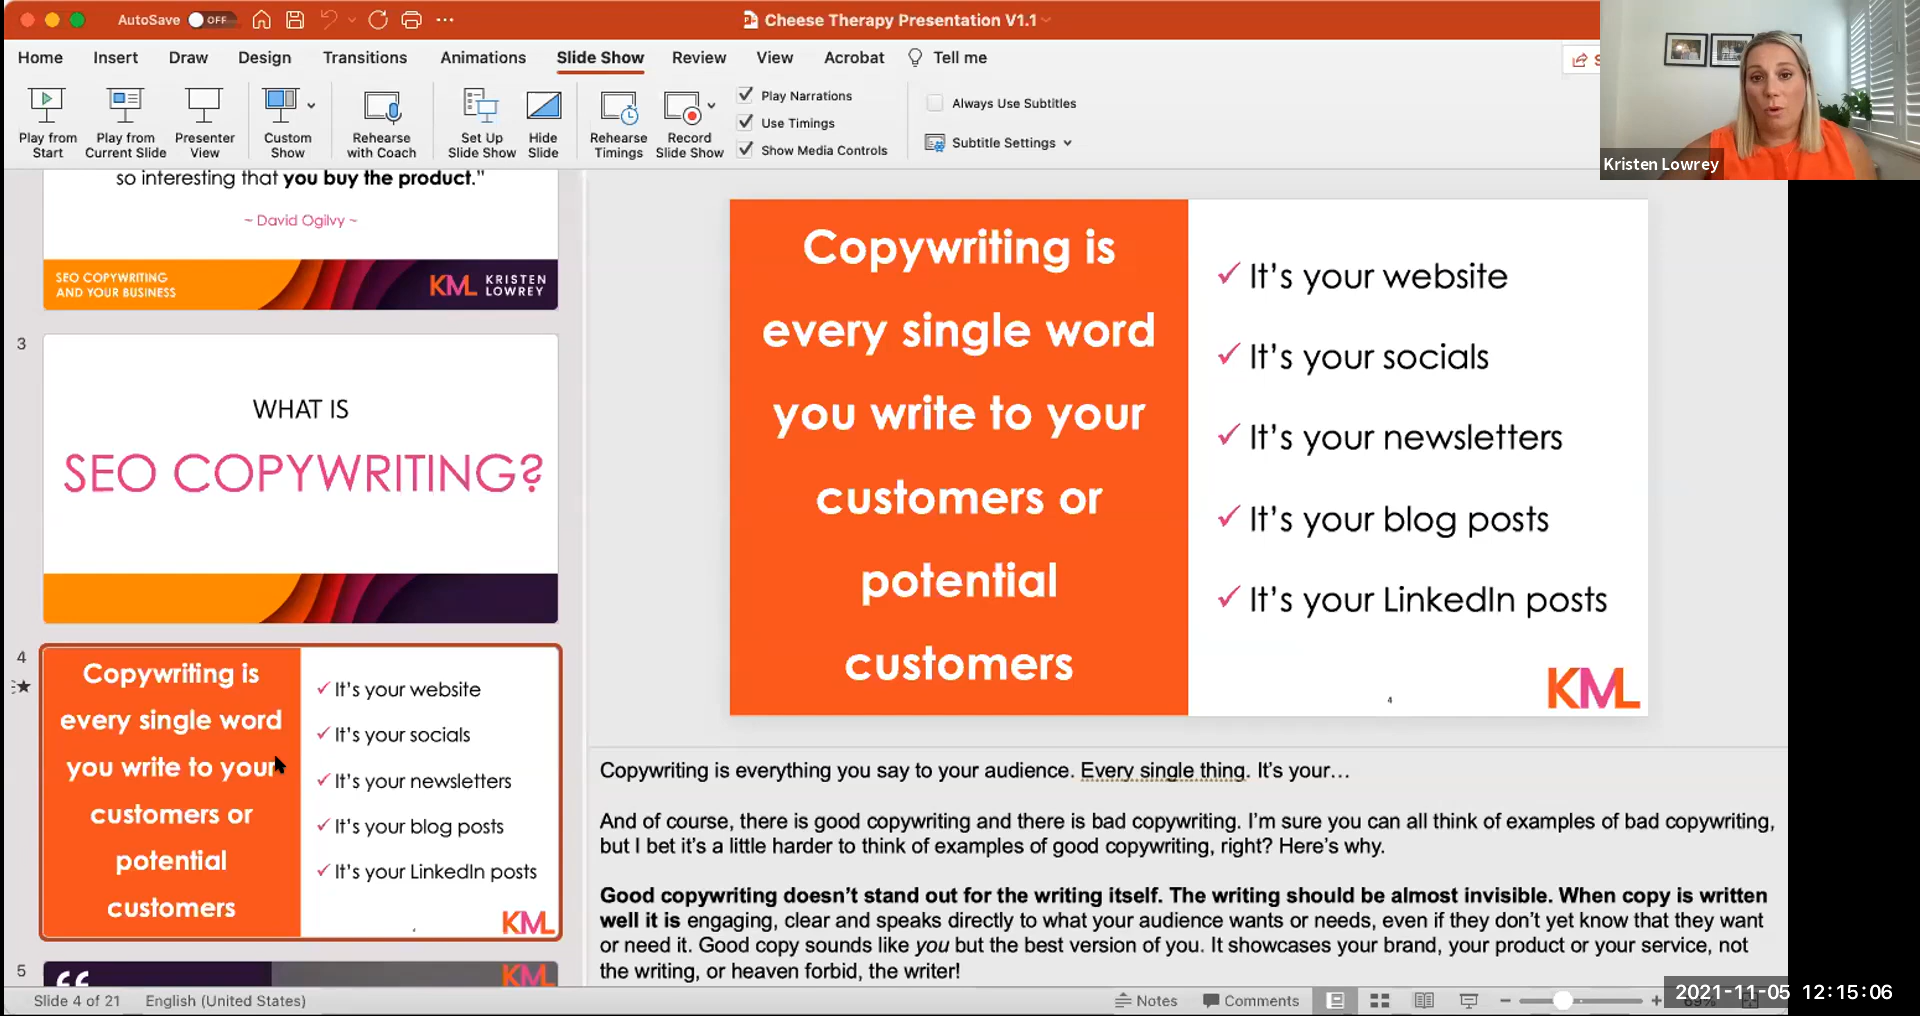 AutoSave OFF
Cheese Therapy Presentation V1.1
Home Insert Draw Design Transitions Animations Slide Show Review View Acrobat Tell me
Play from Start
Play from Current Slide
Presenter View
Custom Show
Rehearse with Coach
Set Up Slide Show
Hide Slide
Rehearse Timings
Record Slide Show
Play Narrations
Use Timings
Show Media Controls
Always Use Subtitles
Subtitle Settings
Kristen Lowrey
so interesting that you buy the product.”
~ David Ogilvy ~
SEO COPYWRITING
AND YOUR BUSINESS
KML KRISTEN
LOWREY
3
WHAT IS
SEO COPYWRITING?
4
Copywriting is
every single word
you write to your
customers or
potential
customers
It’s your website
It’s your socials
It’s your newsletters
It’s your blog posts
It’s your LinkedIn posts
KML
5
“
KML
Copywriting is
every single word
you write to your
customers or
potential
customers
It’s your website
It’s your socials
It’s your newsletters
It’s your blog posts
It’s your LinkedIn posts
4
KML
Copywriting is everything you say to your audience. Every single thing. It’s your…
And of course, there is good copywriting and there is bad copywriting. I’m sure you can all think of examples of bad copywriting,
but I bet it’s a little harder to think of examples of good copywriting, right? Here’s why.
Good copywriting doesn’t stand out for the writing itself. The writing should be almost invisible. When copy is written
well it is engaging, clear and speaks directly to what your audience wants or needs, even if they don’t yet know that they want
or need it. Good copy sounds like you but the best version of you. It showcases your brand, your product or your service, not
the writing, or heaven forbid, the writer!
Slide 4 of 21 English (United States) Notes Comments
2021-11-05 12:15:06